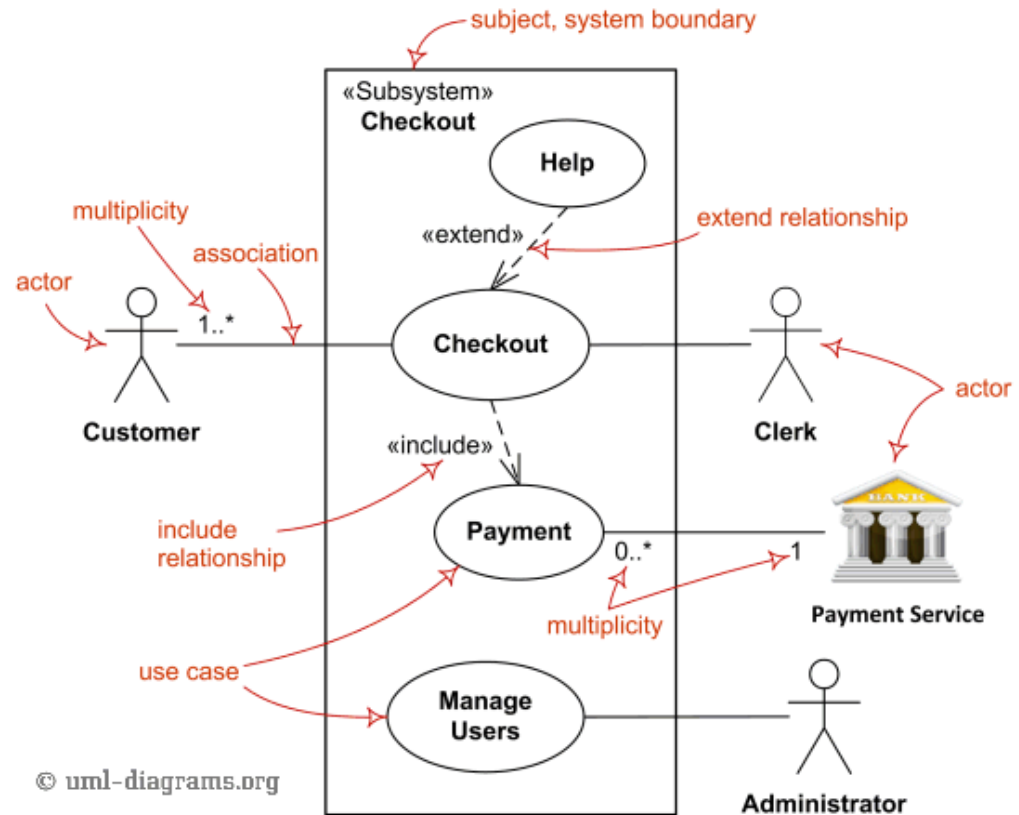 subject, system boundary
«Subsystem»
Checkout
Help
multiplicity
«extend»
extend relationship
association
actor
1..*
Checkout
actor
Customer
Clerk
«include»
BANK
include
relationship
Payment
0..*
1
multiplicity
Payment Service
use case
Manage
Users
© uml-diagrams.org
Administrator